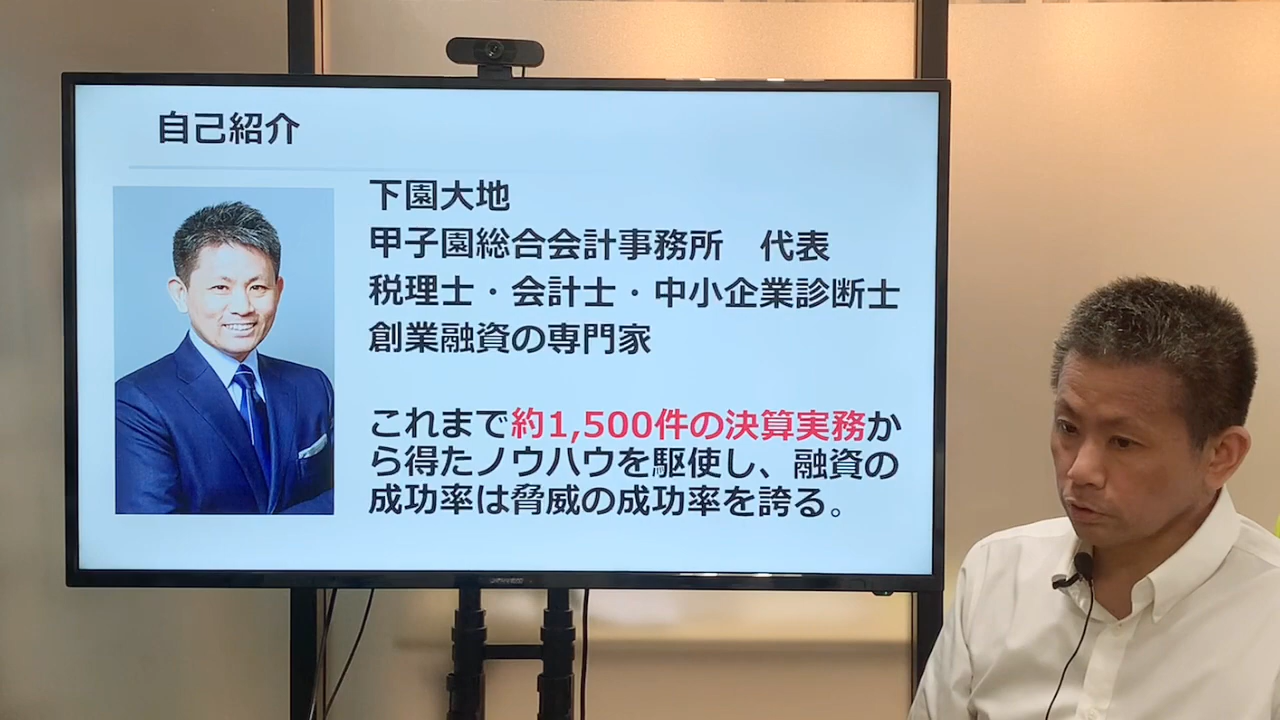 自己紹介
下園大地
甲子園総合会計事務所　代表
税理士・会計士・中小企業診断士
創業融資の専門家
これまで約1,500件の決算実務か
ら得たノウハウを駆使し、融資の
成功率は脅威の成功率を誇る。